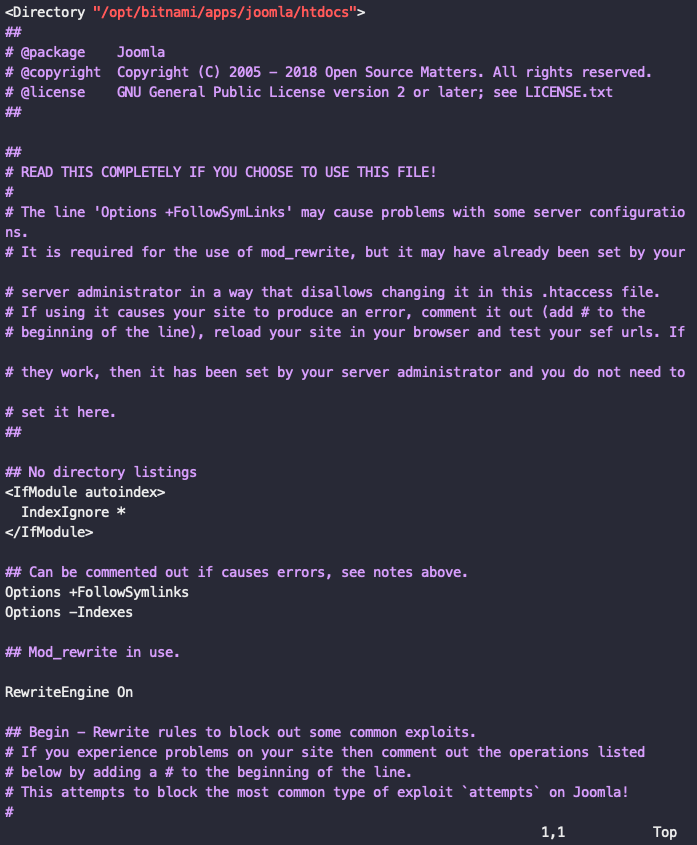 <Directory "/opt/bitnami/apps/joomla/htdocs">
##
# @package    Joomla
# @copyright  Copyright (C) 2005 - 2018 Open Source Matters. All rights reserved.
# @license    GNU General Public License version 2 or later; see LICENSE.txt
##

##
# READ THIS COMPLETELY IF YOU CHOOSE TO USE THIS FILE!
#
# The line 'Options +FollowSymLinks' may cause problems with some server configuratio
ns.
# It is required for the use of mod_rewrite, but it may have already been set by your

# server administrator in a way that disallows changing it in this .htaccess file.
# If using it causes your site to produce an error, comment it out (add # to the
# beginning of the line), reload your site in your browser and test your sef urls. If

# they work, then it has been set by your server administrator and you do not need to

# set it here.
##

## No directory listings
<IfModule autoindex>
  IndexIgnore *
</IfModule>

## Can be commented out if causes errors, see notes above.
Options +FollowSymlinks
Options -Indexes

## Mod_rewrite in use.

RewriteEngine On

## Begin - Rewrite rules to block out some common exploits.
# If you experience problems on your site then comment out the operations listed
# below by adding a # to the beginning of the line.
# This attempts to block the most common type of exploit `attempts` on Joomla!
#
1,1           Top